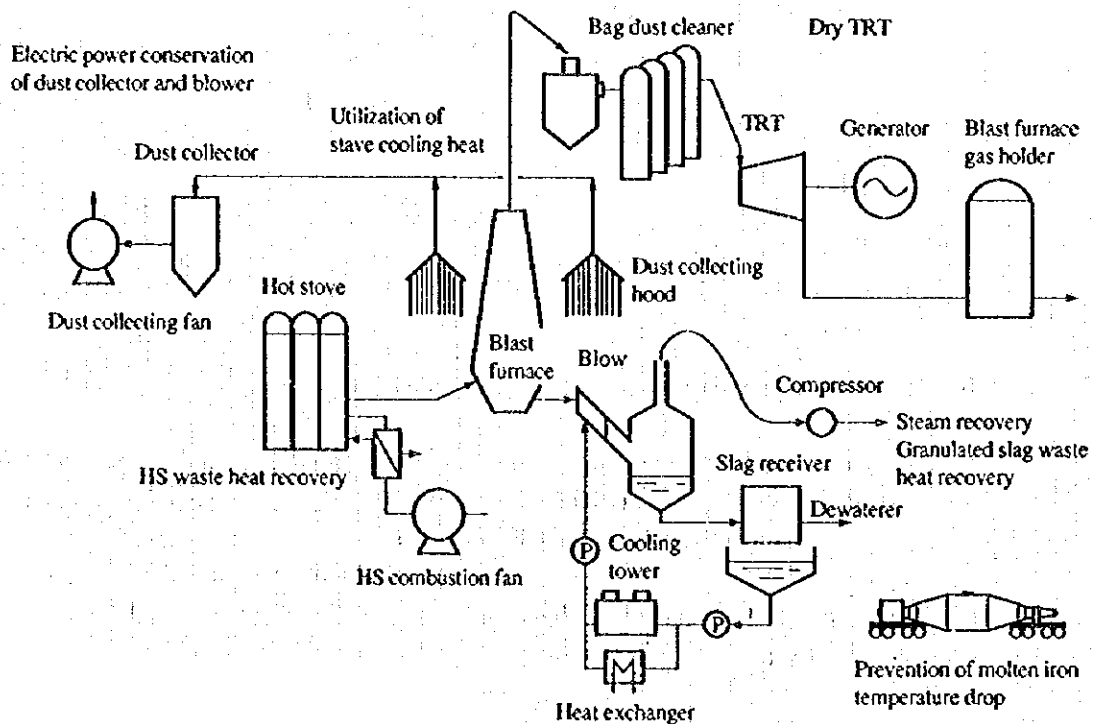 Electric power conservation
of dust collector and blower
Bag dust cleaner
Dry TRT
Utilization of
stave cooling heat
TRT
Generator
Blast furnace
gas holder
Dust collector
Hot stove
Dust collecting
hood
Dust collecting fan
Blast
furnace
Blow
Compressor
Steam recovery
Granulated slag waste
heat recovery
HS waste heat recovery
Slag receiver
Dewaterer
P
Cooling
tower
HS combustion fan
P
Heat exchanger
Prevention of molten iron
temperature drop